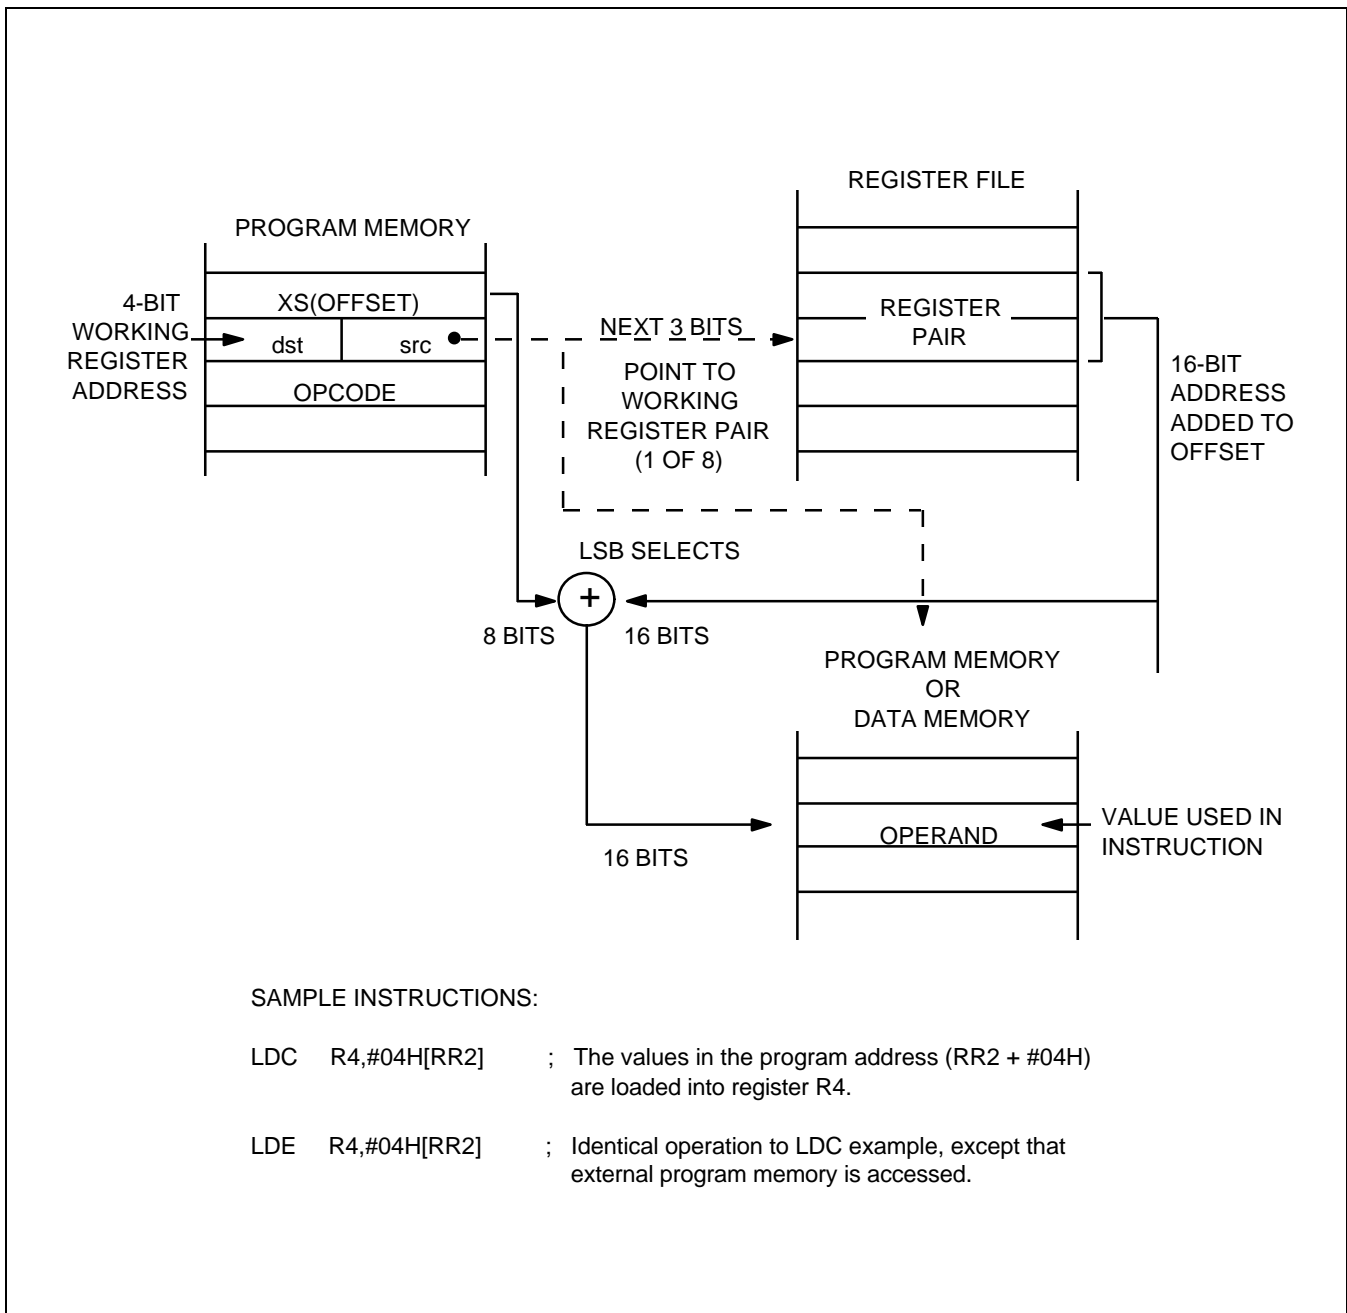 REGISTER FILE
PROGRAM MEMORY
4-BIT
WORKING
REGISTER
ADDRESS
XS(OFFSET)
dst
src
OPCODE
NEXT 3 BITS
POINT TO
WORKING
REGISTER PAIR
(1 OF 8)
REGISTER
PAIR
16-BIT
ADDRESS
ADDED TO
OFFSET
LSB SELECTS
+
8 BITS
16 BITS
PROGRAM MEMORY
OR
DATA MEMORY
16 BITS
OPERAND
VALUE USED IN
INSTRUCTION
SAMPLE INSTRUCTIONS:
LDC R4,#04H[RR2] ; The values in the program address (RR2 + #04H)
are loaded into register R4.
LDE R4,#04H[RR2] ; Identical operation to LDC example, except that
external program memory is accessed.